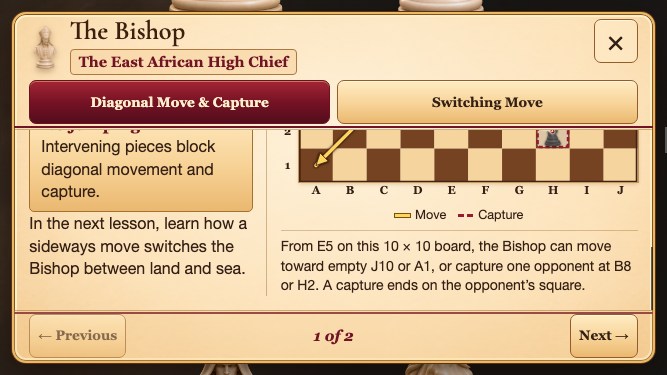 The Bishop
The East African High Chief
✕
Diagonal Move & Capture
Switching Move
Intervening pieces block
diagonal movement and
capture.
In the next lesson, learn how a
sideways move switches the
Bishop between land and sea.
2
1
A B C D E F G H I J
Move Capture
From E5 on this 10 × 10 board, the Bishop can move
toward empty J10 or A1, or capture one opponent at B8
or H2. A capture ends on the opponent’s square.
← Previous
1 of 2
Next →